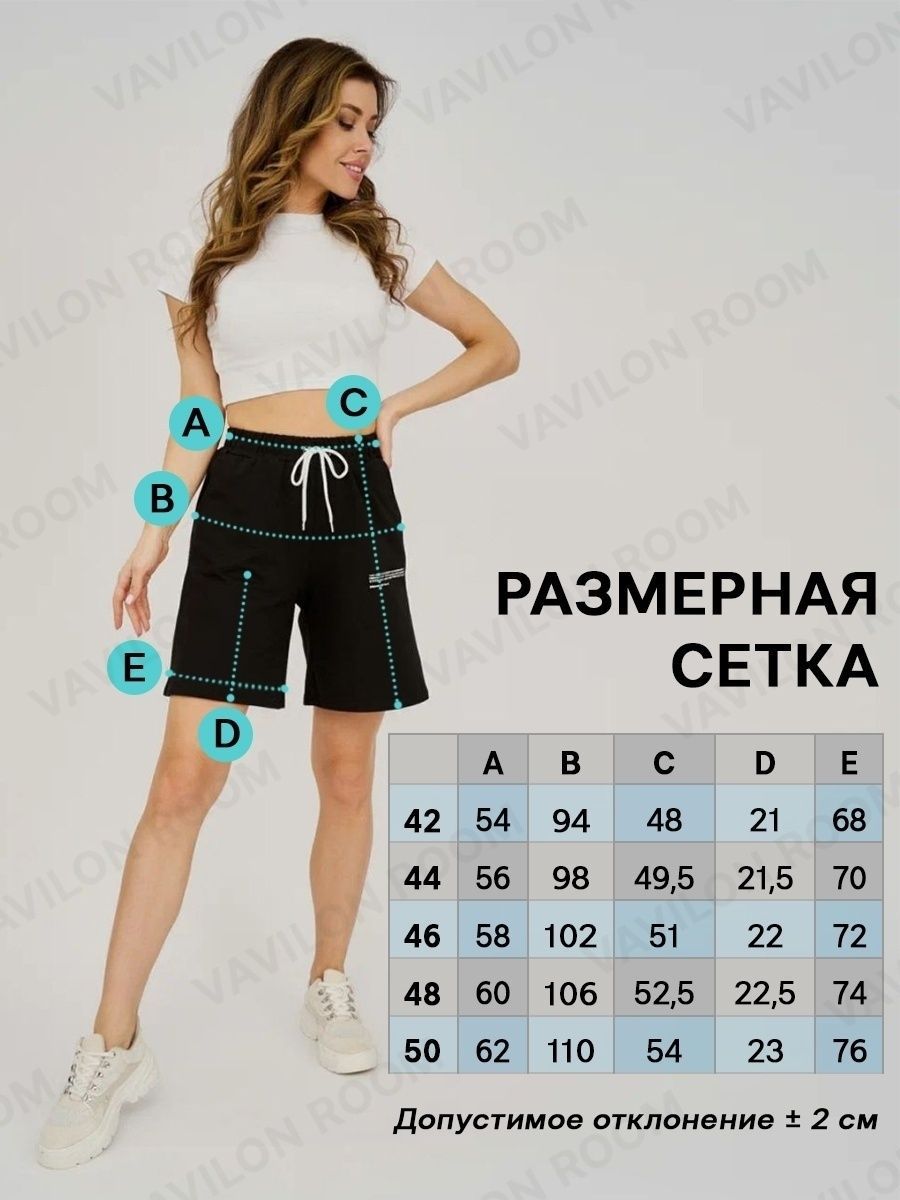 VAVILON ROOM
A
C
B
E
D
РАЗМЕРНАЯ
СЕТКА
A B C D E
42 54 94 48 21 68
44 56 98 49,5 21,5 70
46 58 102 51 22 72
48 60 106 52,5 22,5 74
50 62 110 54 23 76
Допустимое отклонение ± 2 см